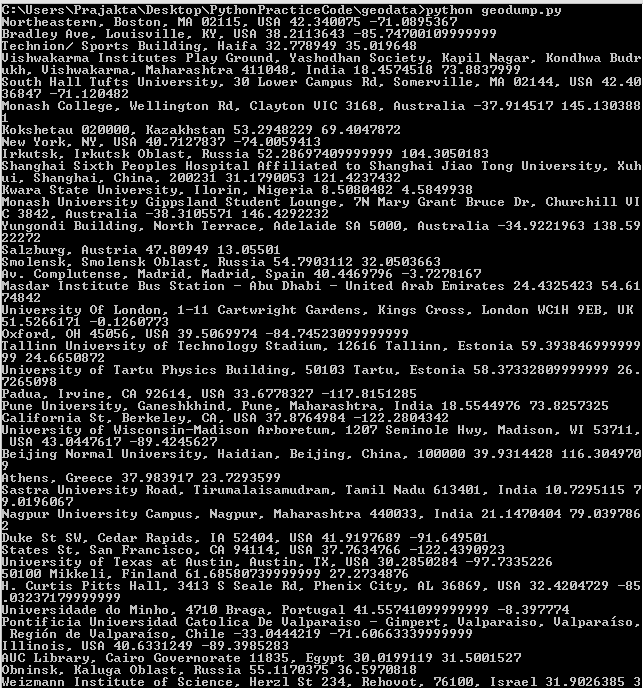 C:\Users\Prajakta\Desktop\PythonPracticeCode\geodata>python geodump.py
Northeastern, Boston, MA 02115, USA 42.340075 -71.0895367
Bradley Ave, Louisville, KY, USA 38.2113643 -85.74700109999999
Technion/ Sports Building, Haifa 32.778949 35.019648
Vishwakarma Institutes Play Ground, Yashodhan Society, Kapil Nagar, Kondhwa Budr
ukh, Vishwakarma, Maharashtra 411048, India 18.4574518 73.8837999
South Hall Tufts University, 30 Lower Campus Rd, Somerville, MA 02144, USA 42.40
36847 -71.120482
Monash College, Wellington Rd, Clayton VIC 3168, Australia -37.914517 145.130388
1
Kokshetau 020000, Kazakhstan 53.2948229 69.4047872
New York, NY, USA 40.7127837 -74.0059413
Irkutsk, Irkutsk Oblast, Russia 52.28697409999999 104.3050183
Shanghai Sixth Peoples Hospital Affiliated to Shanghai Jiao Tong University, Xuh
ui, Shanghai, China, 200231 31.1790053 121.4237432
Kwara State University, Ilorin, Nigeria 8.5080482 4.5849938
Monash University Gippsland Student Lounge, 7N Mary Grant Bruce Dr, Churchill VI
C 3842, Australia -38.3105571 146.4292232
Yungondi Building, North Terrace, Adelaide SA 5000, Australia -34.9221963 138.59
22272
Salzburg, Austria 47.80949 13.05501
Smolensk, Smolensk Oblast, Russia 54.7903112 32.0503663
Av. Complutense, Madrid, Madrid, Spain 40.4469796 -3.7278167
Masdar Institute Bus Station - Abu Dhabi - United Arab Emirates 24.4325423 54.61
74842
University Of London, 1-11 Cartwright Gardens, Kings Cross, London WC1H 9EB, UK
51.5266171 -0.1260773
Oxford, OH 45056, USA 39.5069974 -84.74523099999999
Tallinn University of Technology Stadium, 12616 Tallinn, Estonia 59.393846999999
99 24.6650872
University of Tartu Physics Building, 50103 Tartu, Estonia 58.37332809999999 26.
7265098
Padua, Irvine, CA 92614, USA 33.6778327 -117.8151285
Pune University, Ganeshkhind, Pune, Maharashtra, India 18.5544976 73.8257325
California St, Berkeley, CA, USA 37.8764984 -122.2804342
University of Wisconsin-Madison Arboretum, 1207 Seminole Hwy, Madison, WI 53711,
 USA 43.0447617 -89.4245627
Beijing Normal University, Haidian, Beijing, China, 100000 39.9314428 116.304970
9
Athens, Greece 37.983917 23.7293599
Sastra University Road, Tirumalaisamudram, Tamil Nadu 613401, India 10.7295115 7
9.0196067
Nagpur University Campus, Nagpur, Maharashtra 440033, India 21.1470404 79.039786
2
Duke St SW, Cedar Rapids, IA 52404, USA 41.9197689 -91.649501
States St, San Francisco, CA 94114, USA 37.7634766 -122.4390923
University of Texas at Austin, Austin, TX, USA 30.2850284 -97.7335226
50100 Mikkeli, Finland 61.68580739999999 27.2734876
H. Curtis Pitts Hall, 3413 S Seale Rd, Phenix City, AL 36869, USA 32.4204729 -85
.03237179999999
Universidade do Minho, 4710 Braga, Portugal 41.55741099999999 -8.397774
Pontificia Universidad Catolica De Valparaiso - Gimpert, Valparaiso, Valparaíso,
 Región de Valparaíso, Chile -33.0444219 -71.60663339999999
Illinois, USA 40.6331249 -89.3985283
AUC Library, Cairo Governorate 11835, Egypt 30.0199119 31.5001527
Obninsk, Kaluga Oblast, Russia 55.1170375 36.5970818
Weizmann Institute of Science, Herzl St 234, Rehovot, 76100, Israel 31.9026385 3